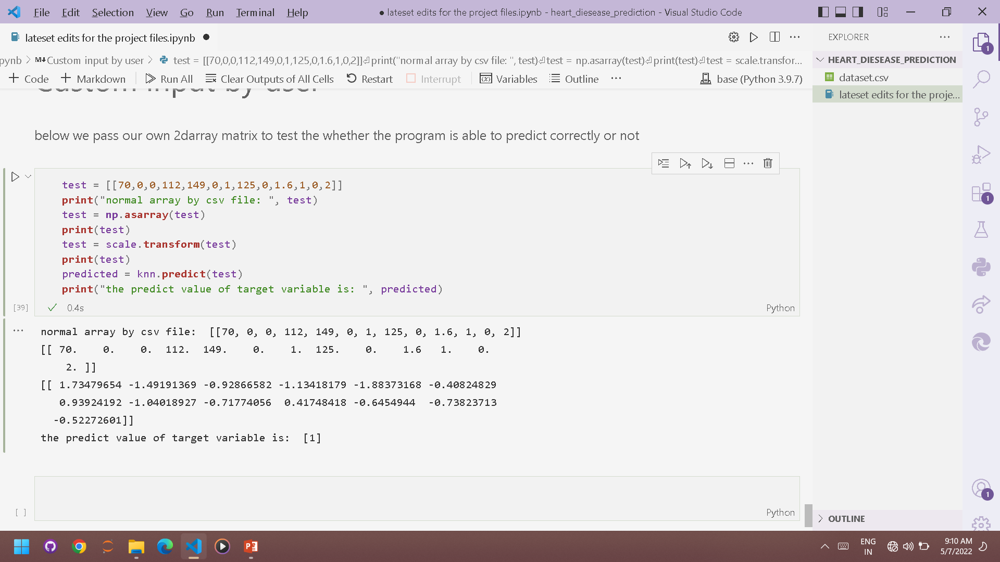 File Edit Selection View Go Run Terminal Help
● lateset edits for the project files.ipynb - heart_diesease_prediction - Visual Studio Code
lateset edits for the project files.ipynb ●
EXPLORER
pynb > M↓Custom input by user > test = [[70,0,0,112,149,0,1,125,0,1.6,1,0,2]]⏎print("normal array by csv file: ", test)⏎test = np.asarray(test)⏎print(test)⏎test = scale.transfor...
HEART_DIESEASE_PREDICTION
+ Code + Markdown Run All Clear Outputs of All Cells Restart Interrupt Variables Outline ... base (Python 3.9.7)
dataset.csv
lateset edits for the proje...
Custom input by user
below we pass our own 2darray matrix to test the whether the program is able to predict correctly or not
test = [[70,0,0,112,149,0,1,125,0,1.6,1,0,2]]
print("normal array by csv file: ", test)
test = np.asarray(test)
print(test)
test = scale.transform(test)
print(test)
predicted = knn.predict(test)
print("the predict value of target variable is: ", predicted)
[39] ✓ 0.4s Python
normal array by csv file:  [[70, 0, 0, 112, 149, 0, 1, 125, 0, 1.6, 1, 0, 2]]
[[ 70.    0.    0.  112.  149.    0.    1.  125.    0.    1.6   1.    0.
    2. ]]
[[ 1.73479654 -1.49191369 -0.92866582 -1.13418179 -1.88373168 -0.40824829
   0.93924192 -1.04018927 -0.71774056  0.41748418 -0.6454944  -0.73823713
  -0.52272601]]
the predict value of target variable is:  [1]
[ ] Python
OUTLINE
1
1
1
ENG
IN
9:10 AM
5/7/2022